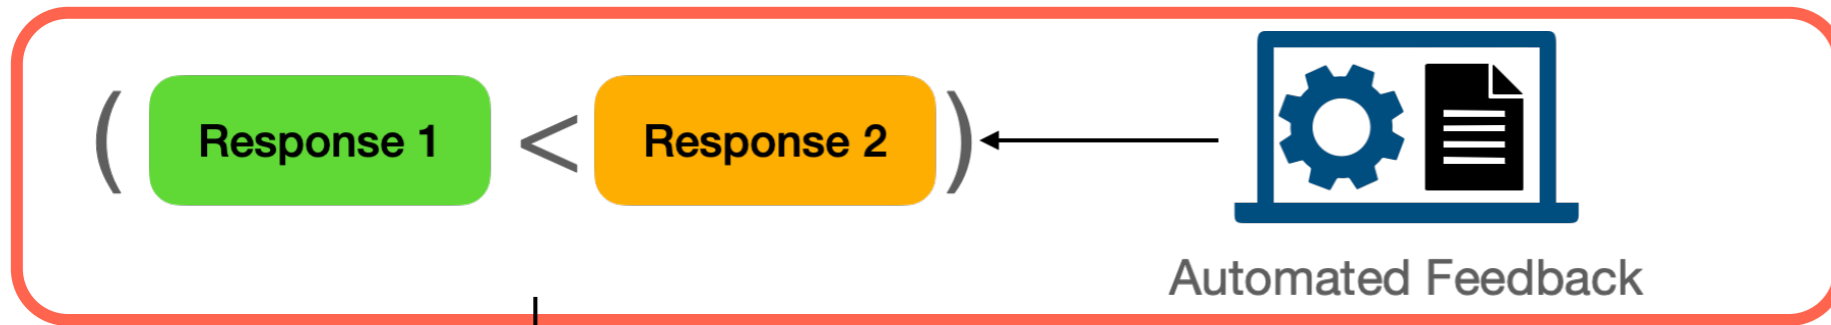 ( Response 1 < Response 2 )
Automated Feedback